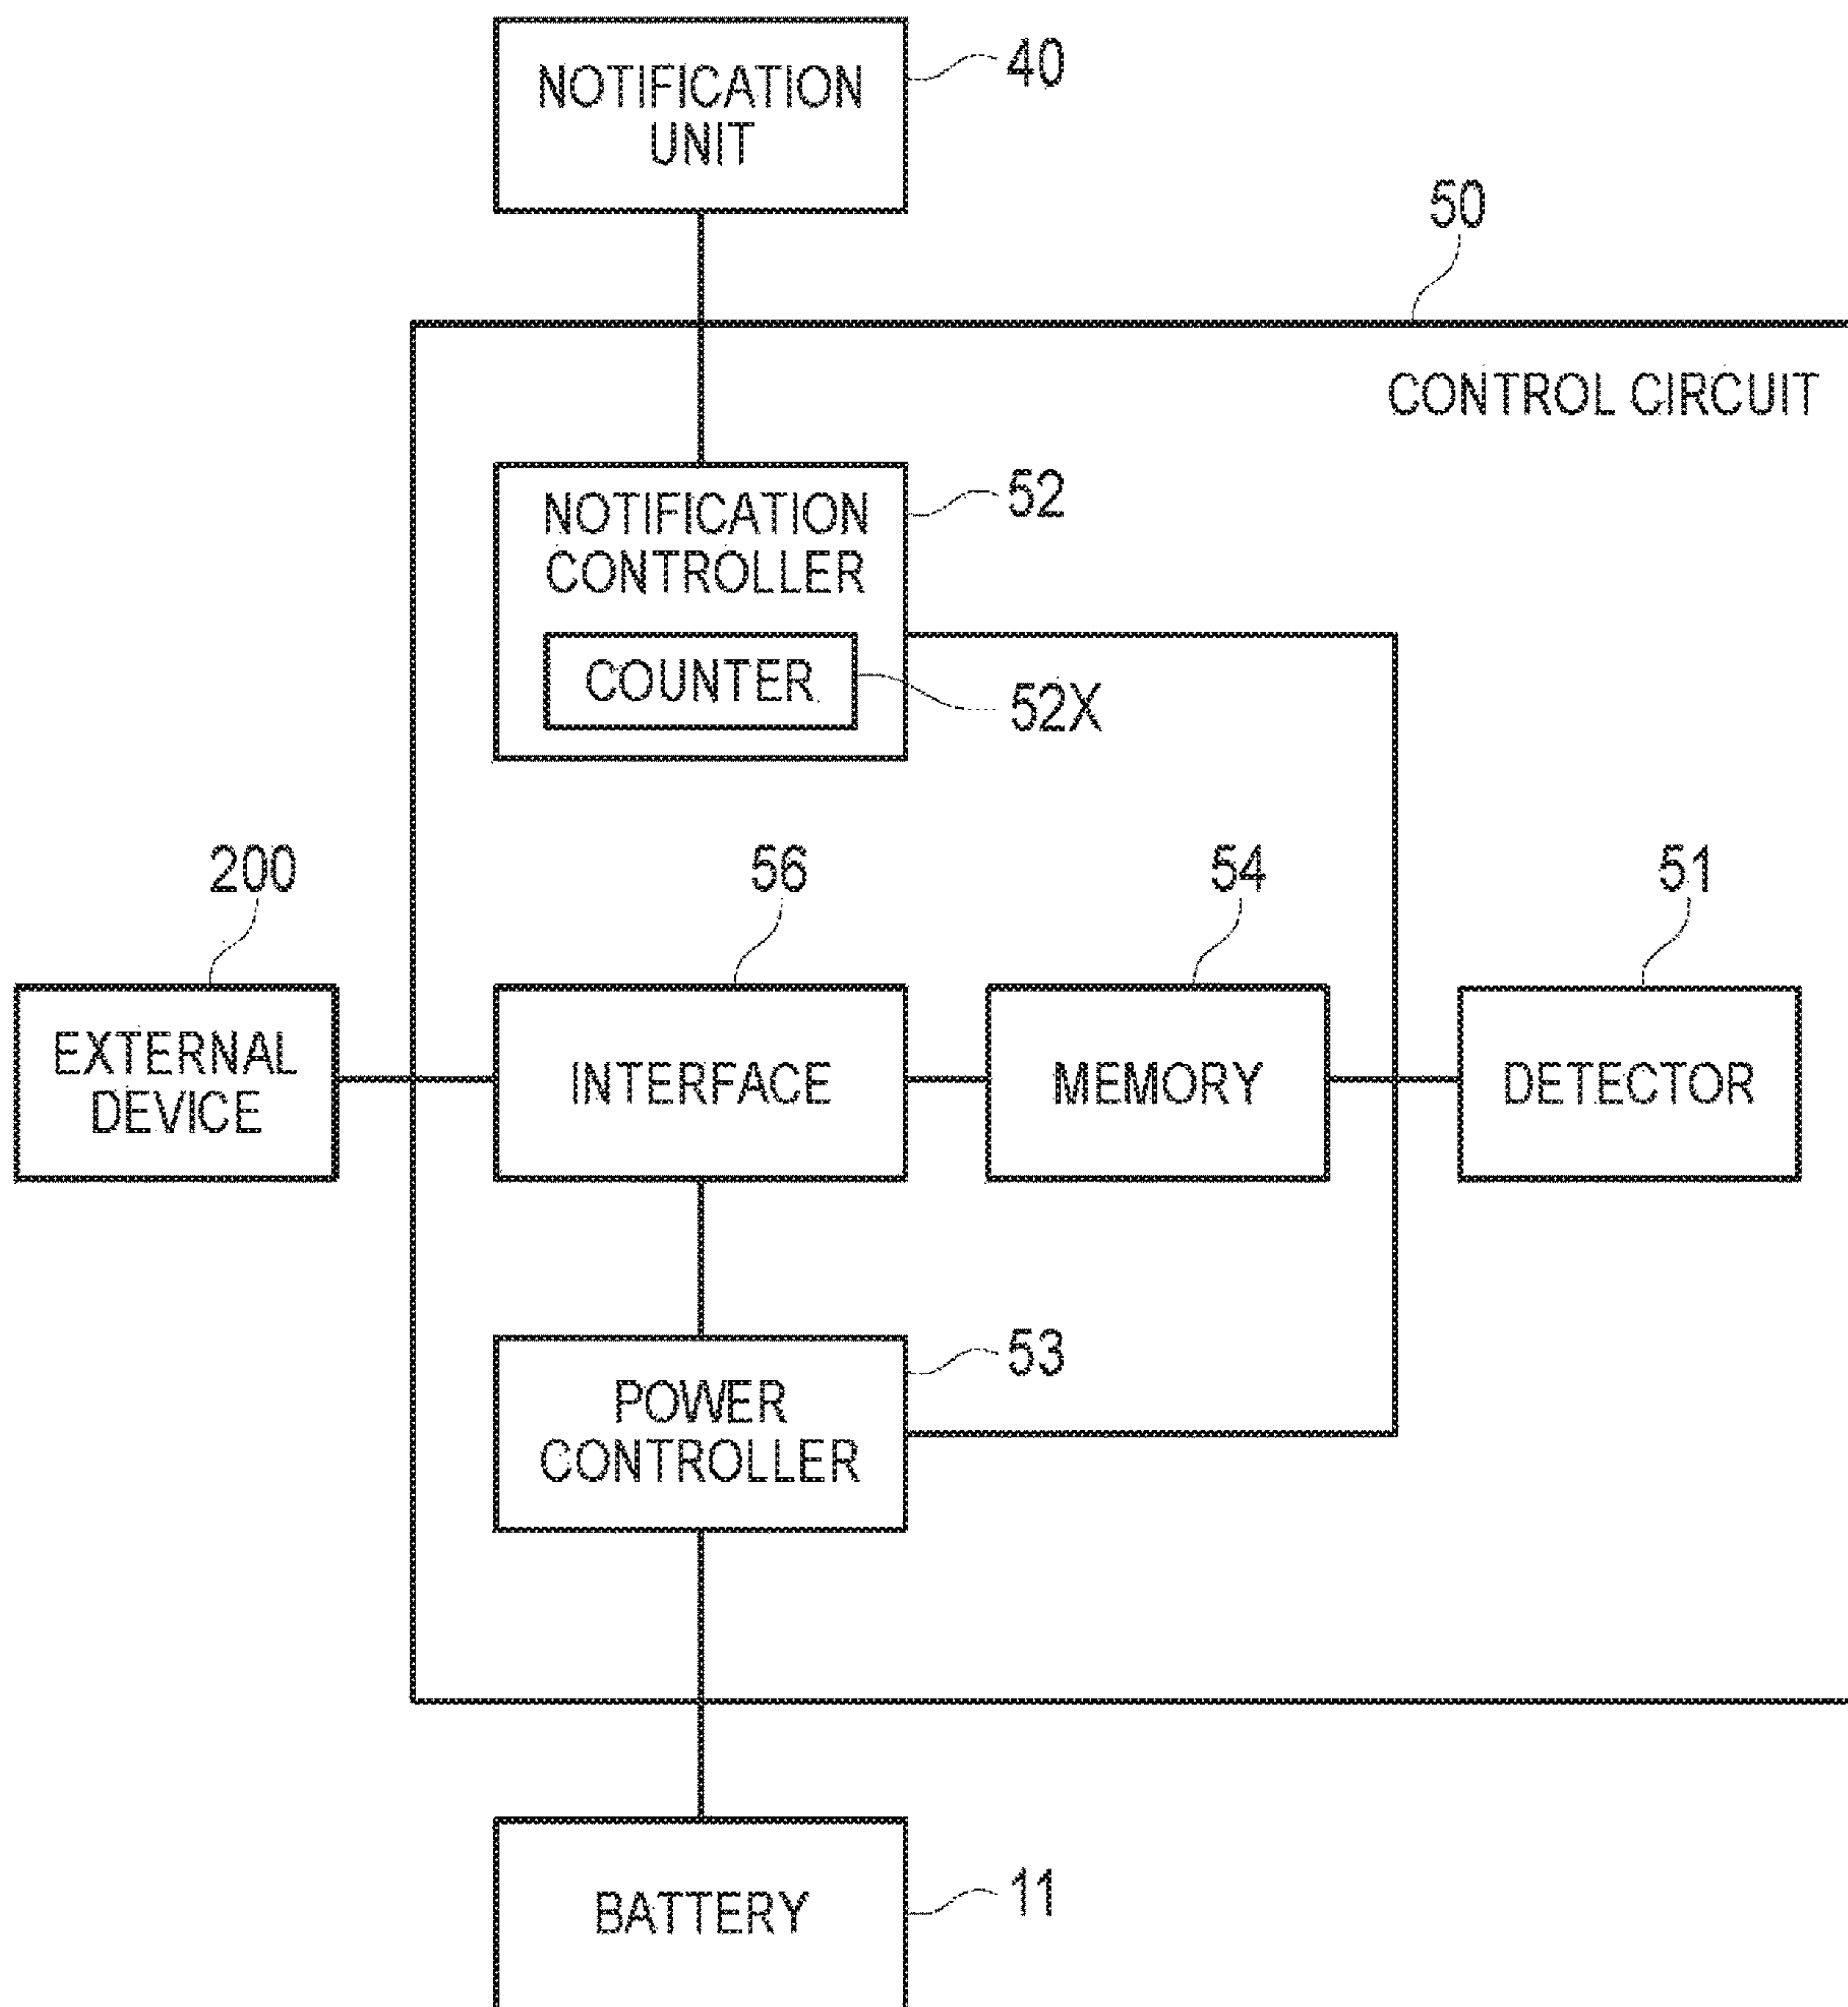 NOTIFICATION
UNIT
40
50
CONTROL CIRCUIT
NOTIFICATION
CONTROLLER
52
COUNTER
52X
200
56
54
51
EXTERNAL
DEVICE
INTERFACE
MEMORY
DETECTOR
53
POWER
CONTROLLER
BATTERY
11